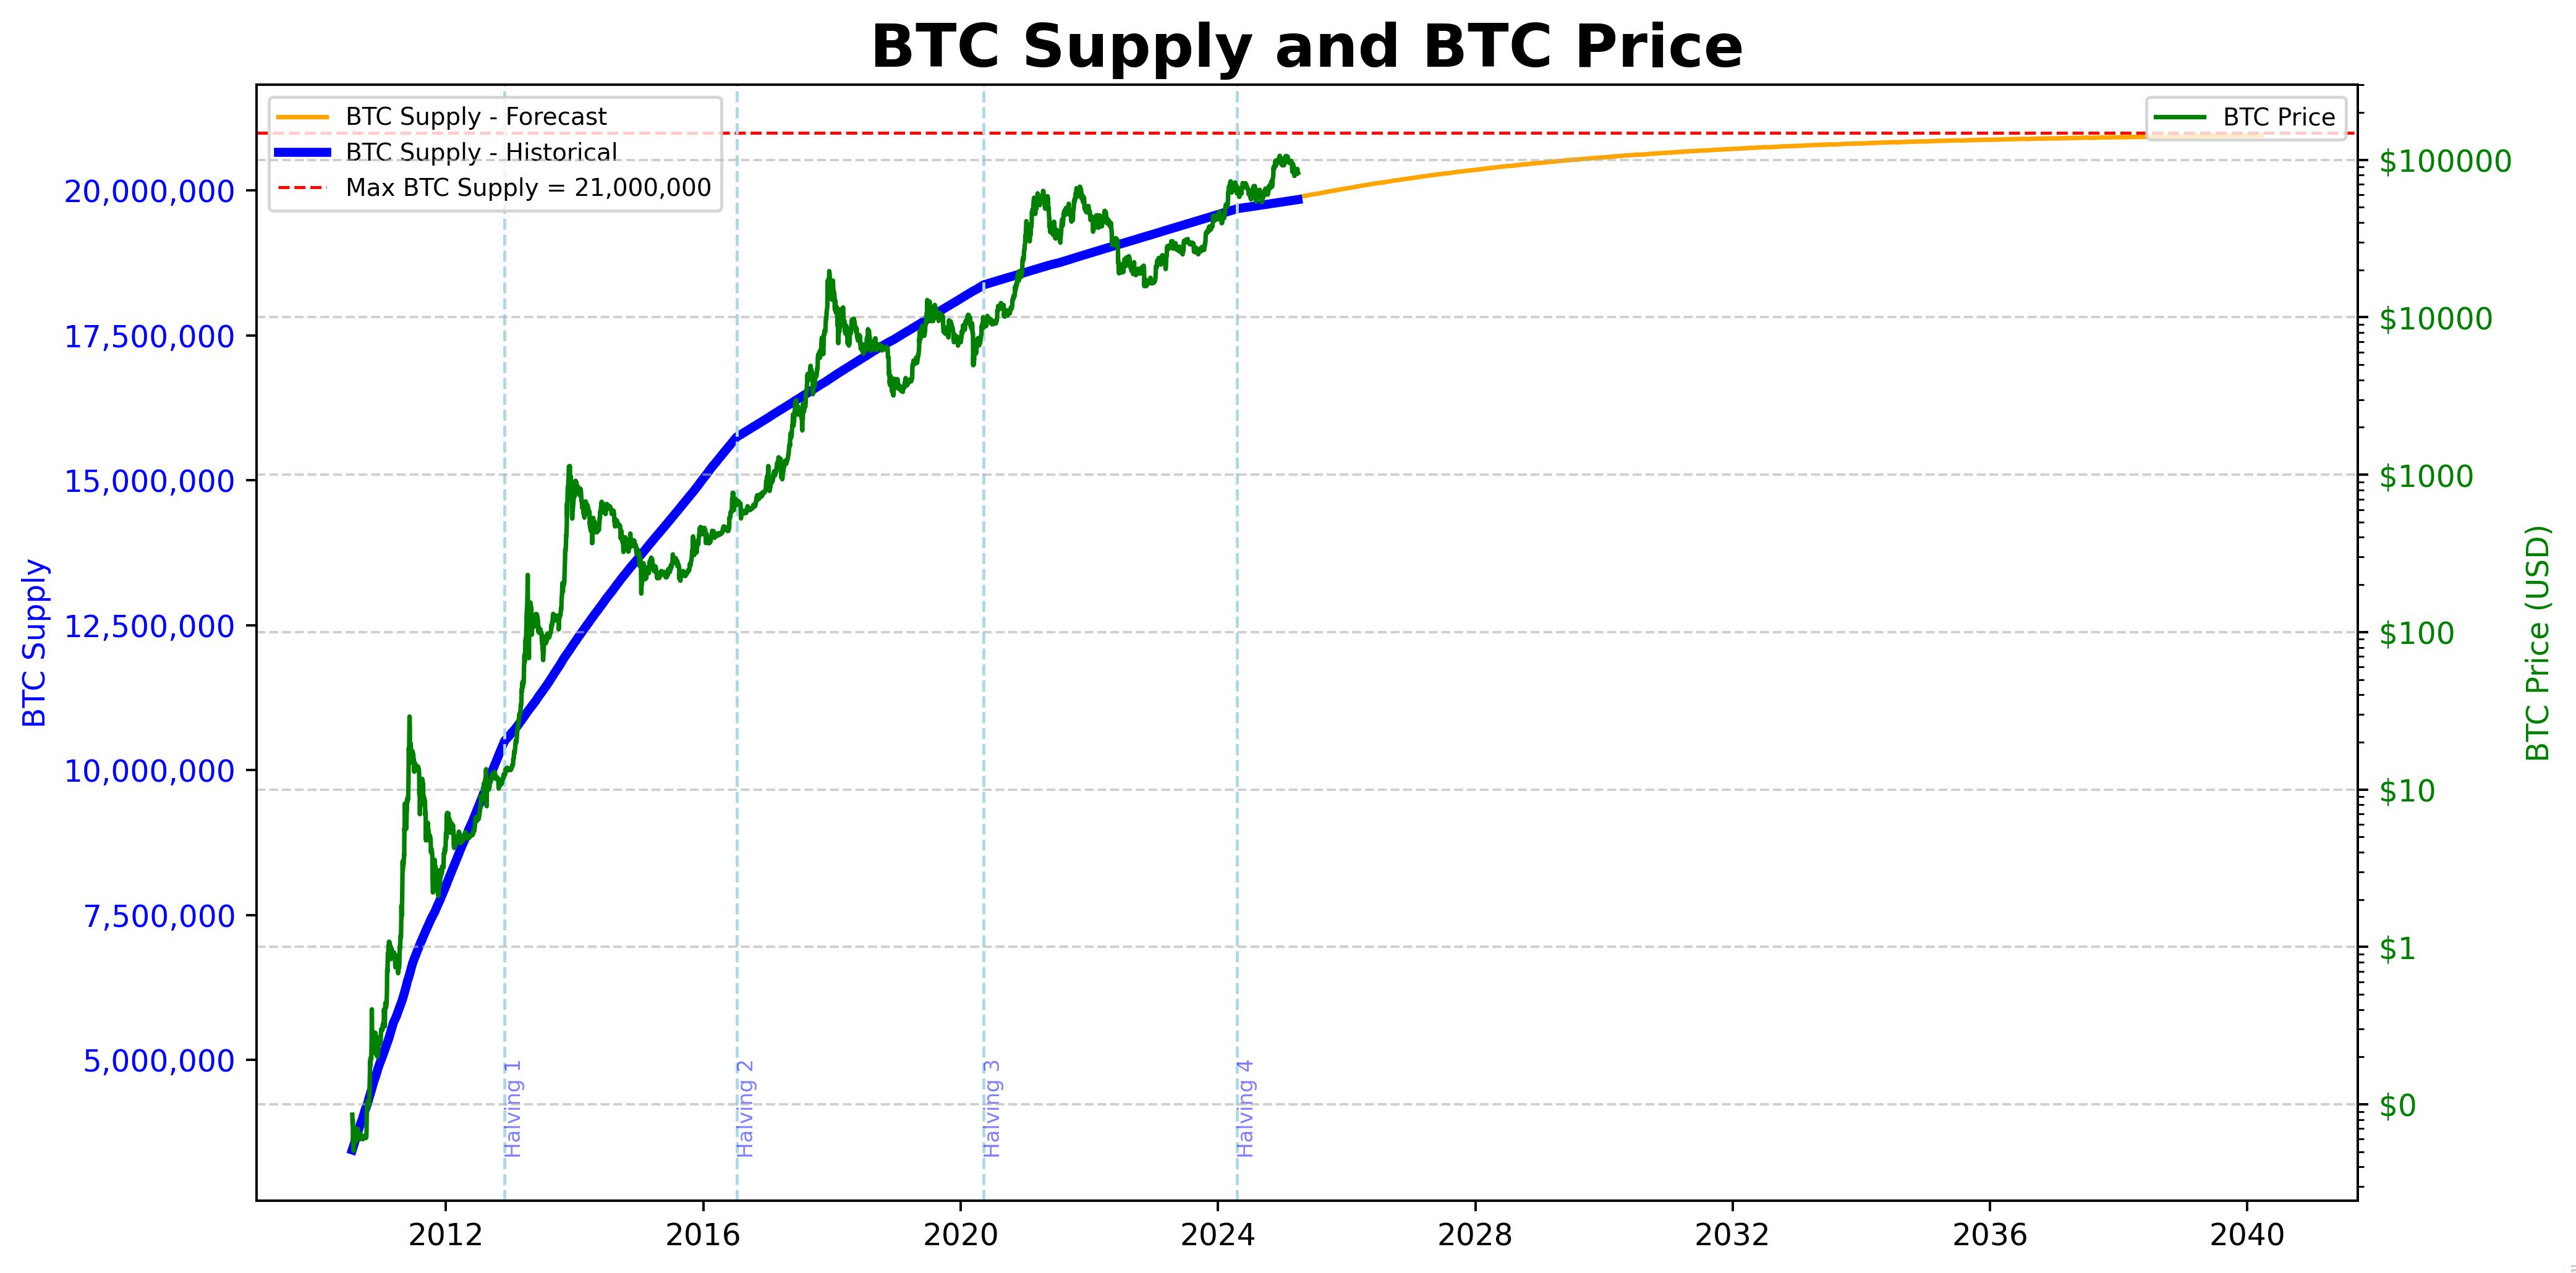 BTC Supply and BTC Price
BTC Supply - Forecast
BTC Supply - Historical
Max BTC Supply = 21,000,000
BTC Price
BTC Supply
20,000,000
17,500,000
15,000,000
12,500,000
10,000,000
7,500,000
5,000,000
$100000
$10000
$1000
$100
$10
$1
$0
BTC Price (USD)
Halving 1
Halving 2
Halving 3
Halving 4
2012
2016
2020
2024
2028
2032
2036
2040